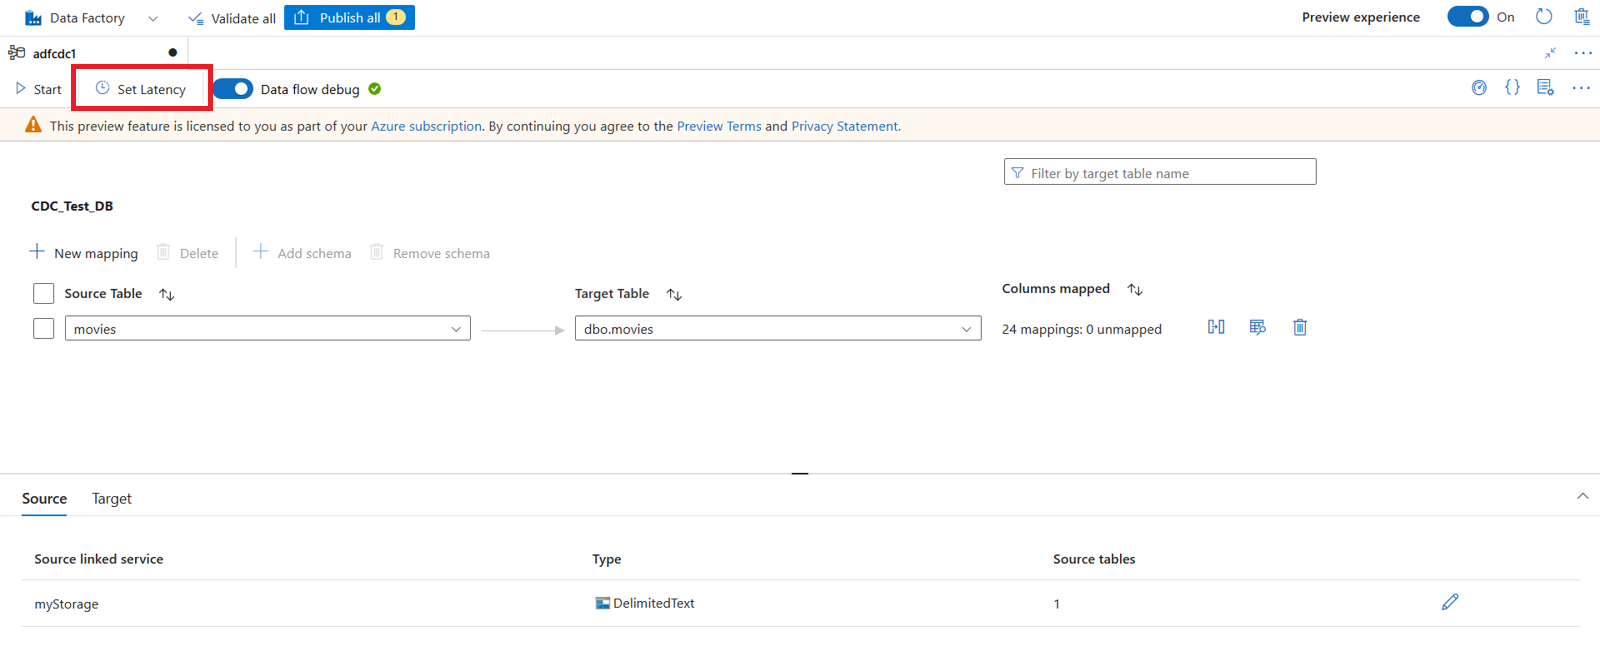 Data Factory Validate all Publish all 1 Preview experience On
adfcdc1
Start Set Latency Data flow debug
This preview feature is licensed to you as part of your Azure subscription. By continuing you agree to the Preview Terms and Privacy Statement.
Filter by target table name
CDC_Test_DB
New mapping Delete Add schema Remove schema
Source Table Target Table Columns mapped
movies dbo.movies 24 mappings: 0 unmapped
Source Target
Source linked service Type Source tables
myStorage DelimitedText 1